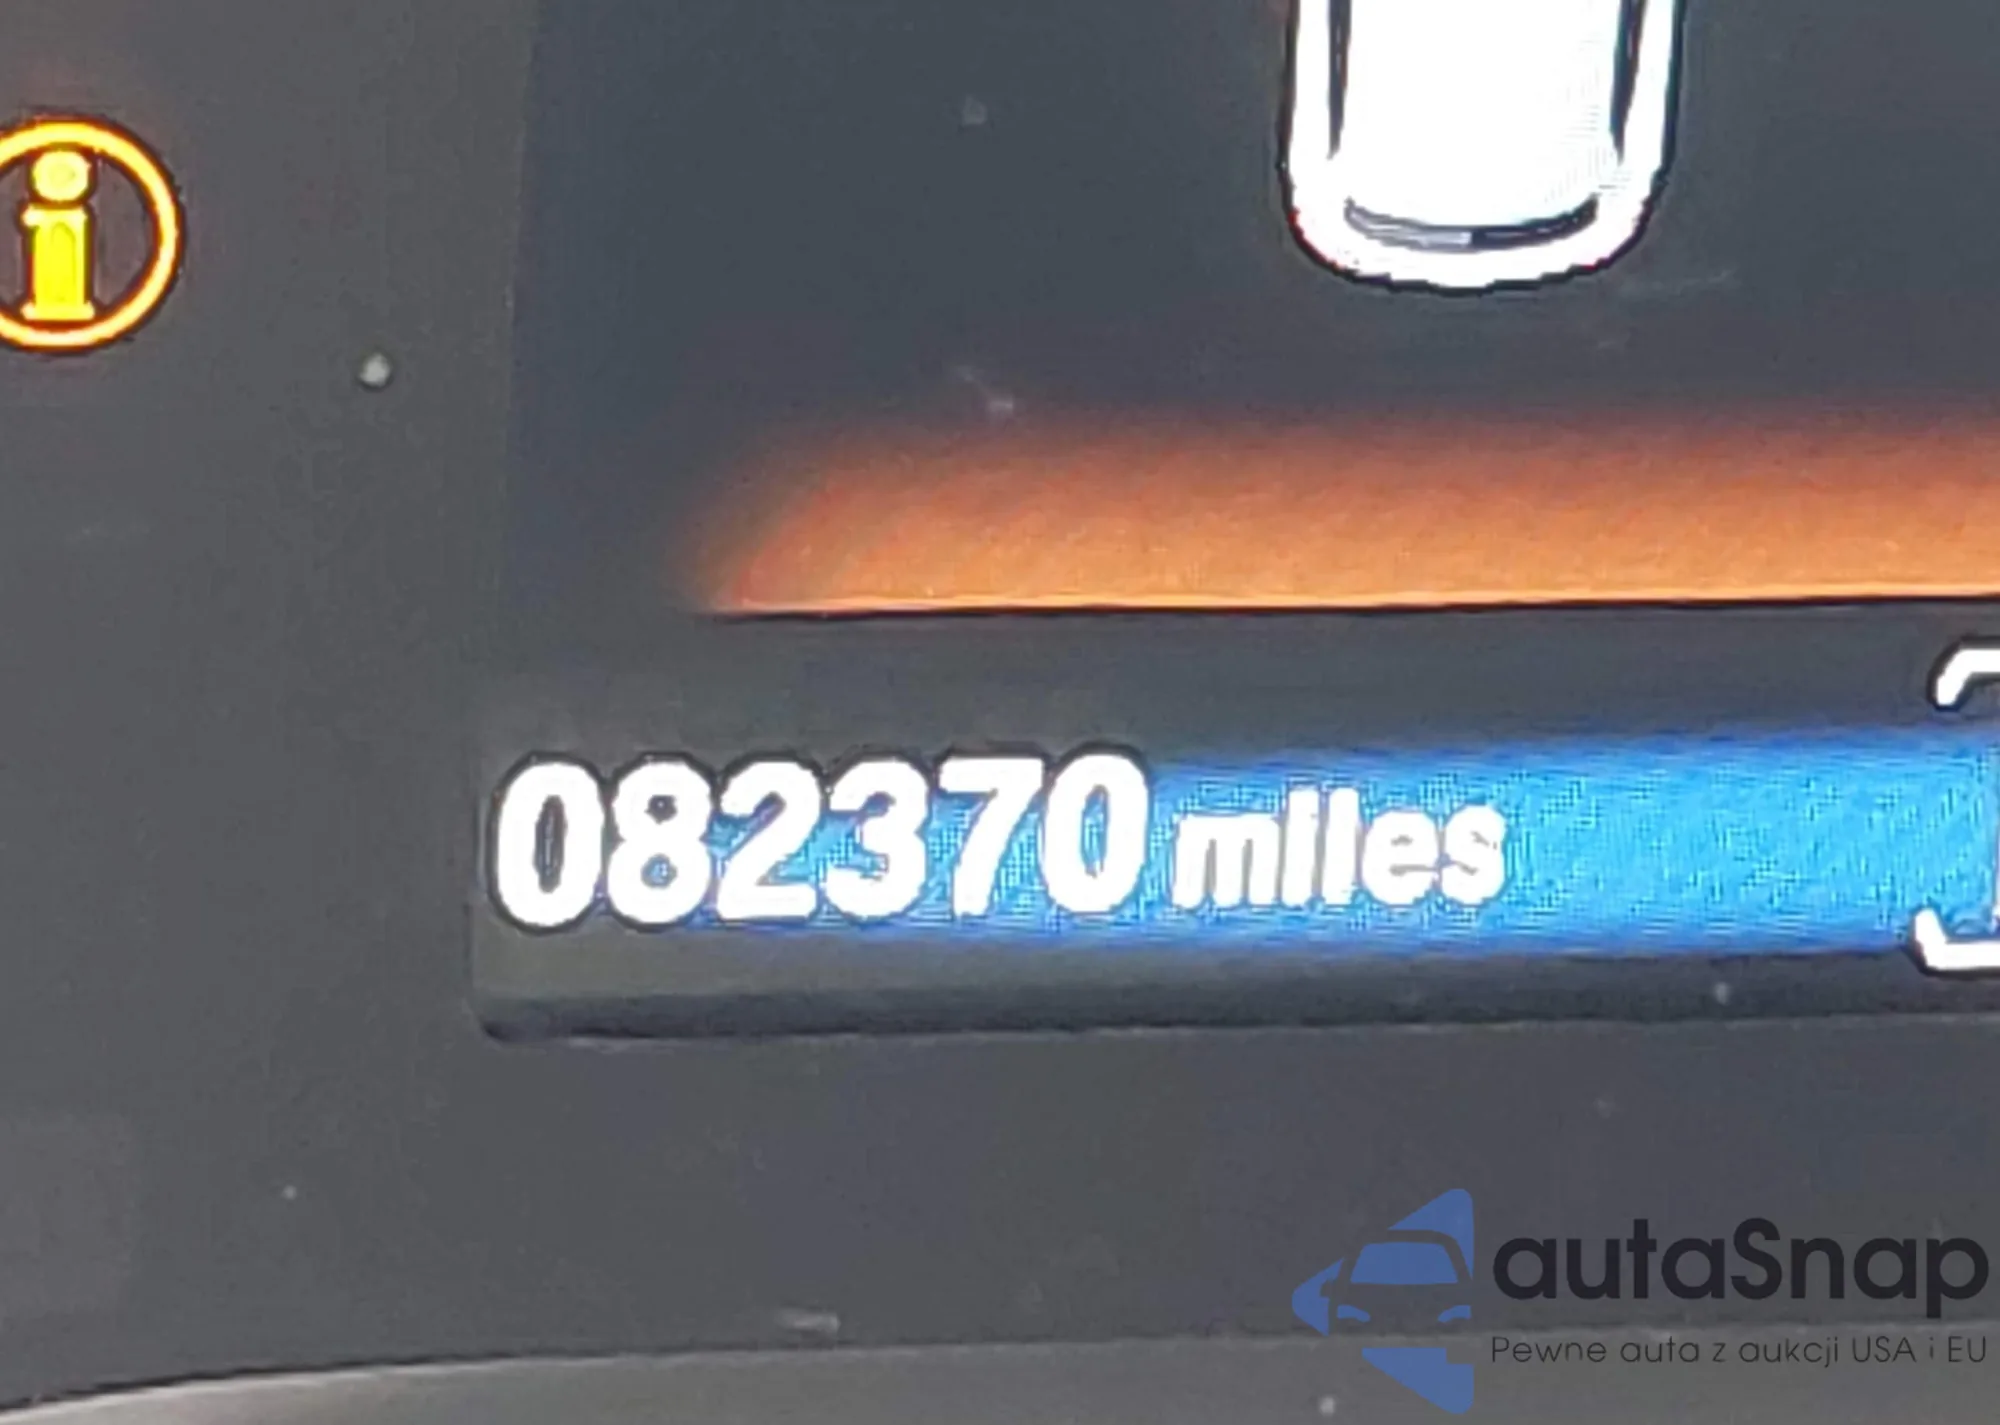 i
082370 miles
autaSnap
Pewne auta z aukcji USA i EU